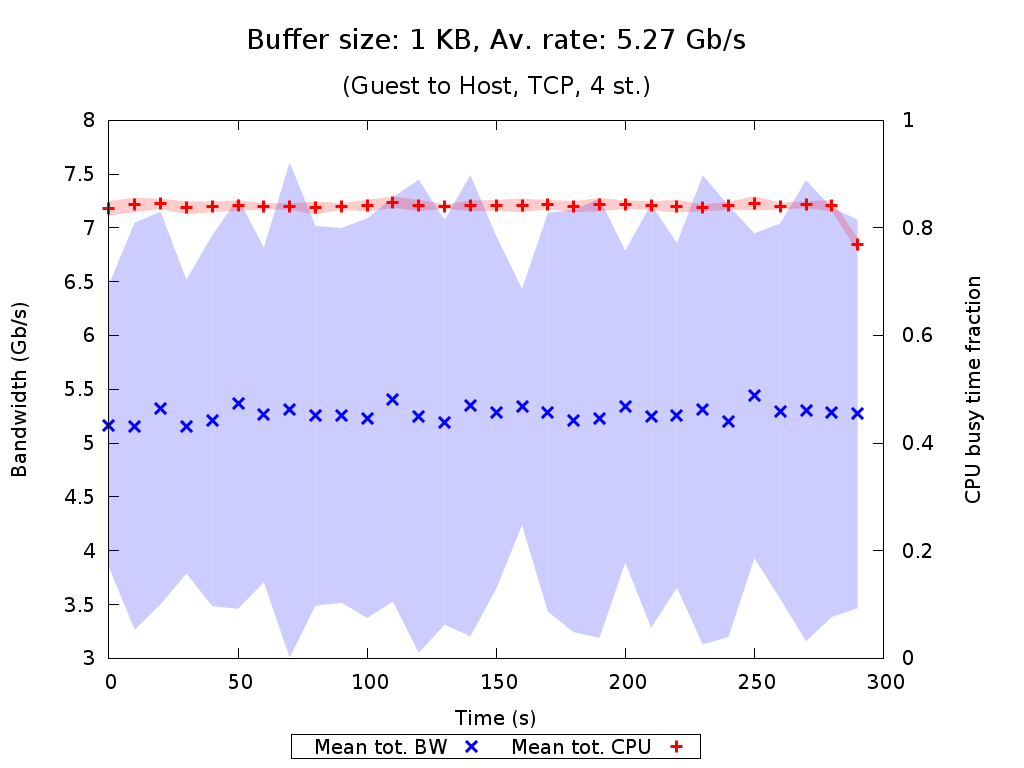 Buffer size: 1 KB, Av. rate: 5.27 Gb/s
(Guest to Host, TCP, 4 st.)
8
7.5
7
6.5
6
5.5
5
4.5
4
3.5
3
Bandwidth (Gb/s)
1
0.8
0.6
0.4
0.2
0
CPU busy time fraction
0 50 100 150 200 250 300
Time (s)
Mean tot. BW Mean tot. CPU